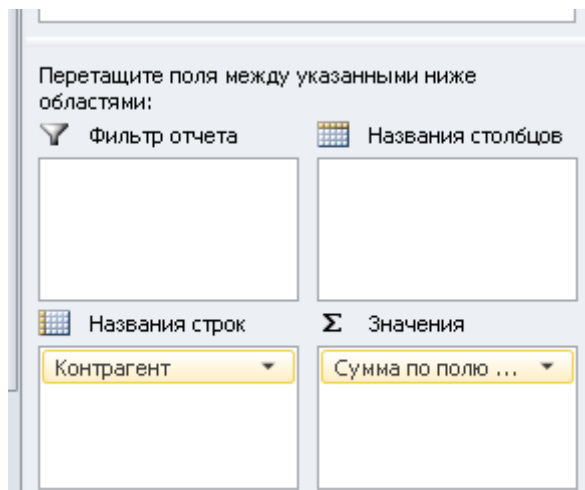 Перетащите поля между указанными ниже
областями:
Фильтр отчета
Названия столбцов
Названия строк
Σ Значения
Контрагент
Сумма по полю ...